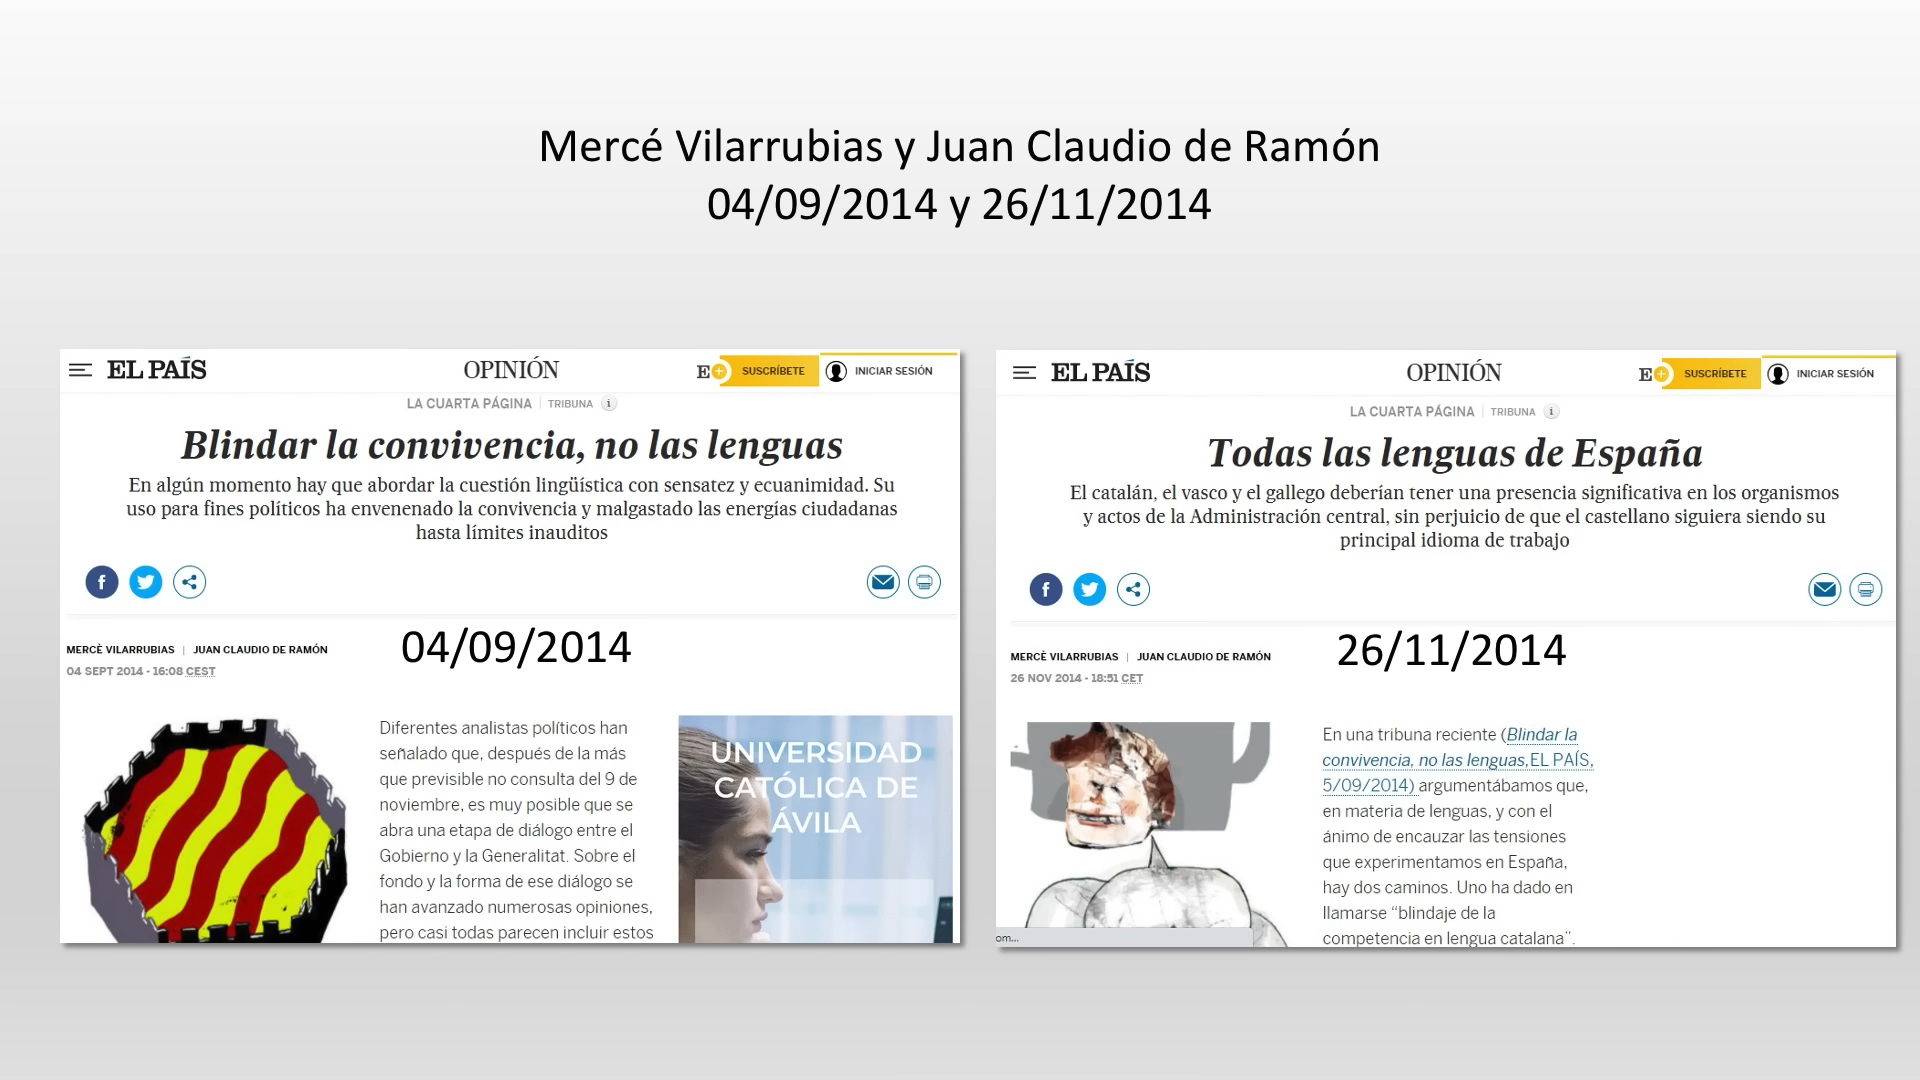 Mercé Vilarrubias y Juan Claudio de Ramón
04/09/2014 y 26/11/2014
EL PAÍS
OPINIÓN
E+ SUSCRÍBETE
INICIAR SESIÓN
LA CUARTA PÁGINA | TRIBUNA i
Blindar la convivencia, no las lenguas
En algún momento hay que abordar la cuestión lingüística con sensatez y ecuanimidad. Su
uso para fines políticos ha envenenado la convivencia y malgastado las energías ciudadanas
hasta límites inauditos
MERCÈ VILARRUBIAS | JUAN CLAUDIO DE RAMÓN
04 SEPT 2014 - 16:08 CEST
04/09/2014
Diferentes analistas políticos han
señalado que, después de la más
que previsible no consulta del 9 de
noviembre, es muy posible que se
abra una etapa de diálogo entre el
Gobierno y la Generalitat. Sobre el
fondo y la forma de ese diálogo se
han avanzado numerosas opiniones,
pero casi todas parecen incluir estos
UNIVERSIDAD
CATÓLICA DE
ÁVILA
EL PAÍS
OPINIÓN
E+ SUSCRÍBETE
INICIAR SESIÓN
LA CUARTA PÁGINA | TRIBUNA i
Todas las lenguas de España
El catalán, el vasco y el gallego deberían tener una presencia significativa en los organismos
y actos de la Administración central, sin perjuicio de que el castellano siguiera siendo su
principal idioma de trabajo
MERCÈ VILARRUBIAS | JUAN CLAUDIO DE RAMÓN
26 NOV 2014 - 18:51 CET
26/11/2014
En una tribuna reciente (Blindar la
convivencia, no las lenguas,EL PAÍS,
5/09/2014) argumentábamos que,
en materia de lenguas, y con el
ánimo de encauzar las tensiones
que experimentamos en España,
hay dos caminos. Uno ha dado en
llamarse “blindaje de la
competencia en lengua catalana”.
om...